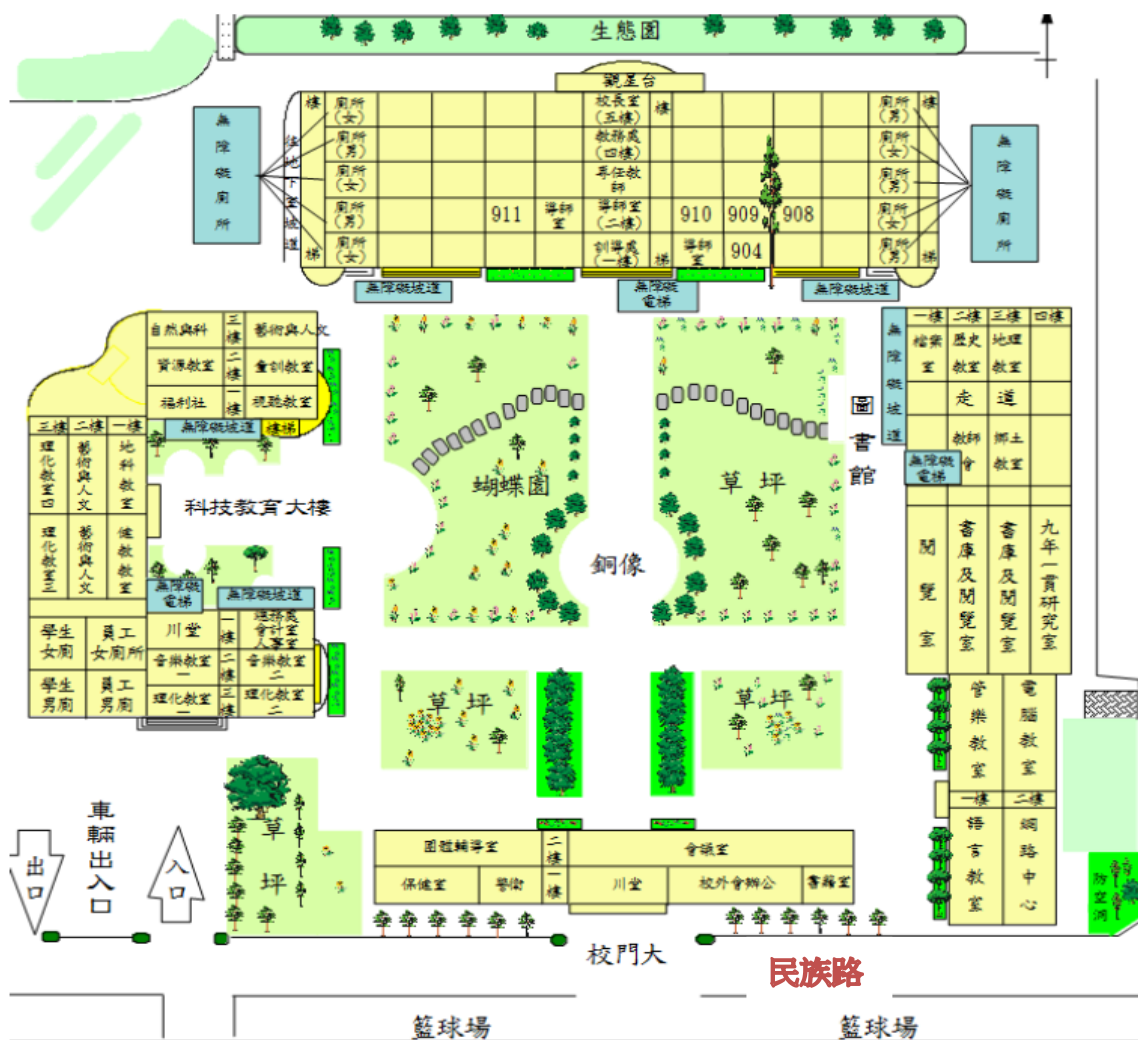 生態園
觀星台
樓
廁所(女)
校長室(五樓)
樓
廁所(男)
樓
廁所(男)
教務處(四樓)
廁所(女)
廁所(女)
專任教師
廁所(男)
廁所(男)
911
導師室
導師室(二樓)
910
909
908
廁所(女)
梯
廁所(女)
訓導處(一樓)
梯
導師室
904
廁所(男)
梯
無障礙廁所
往地下室坡道
無障礙廁所
無障礙坡道
無障礙電梯
無障礙坡道
自然與科
三樓
藝術與人文
資源教室
二樓
童訓教室
福利社
一樓
視聽教室
無障礙坡道
樓梯
三樓
二樓
一樓
理化教室四
藝術與人文
地科教室
理化教室三
藝術與人文
健教教室
科技教育大樓
無障礙電梯
無障礙坡道
學生女廁
員工女廁所
川堂
一樓
總務處
會計室
人事室
音樂教室一
二樓
音樂教室二
學生男廁
員工男廁
理化教室一
三樓
理化教室二
蝴蝶園
草坪
銅像
草坪
草坪
圖書館
無障礙坡道
一樓
二樓
三樓
四樓
檔案室
歷史教室
地理教室
走道
教師會
鄉土教室
無障礙電梯
閱覽室
書庫及閱覽室
書庫及閱覽室
九年一貫研究室
管樂教室
電腦教室
一樓
二樓
語言教室
網路中心
防空洞
出口
車輛出入口
入口
草坪
團體輔導室
二樓
會議室
保健室
警衛
一樓
川堂
校外會辦公
書籍室
校門大
民族路
籃球場
籃球場